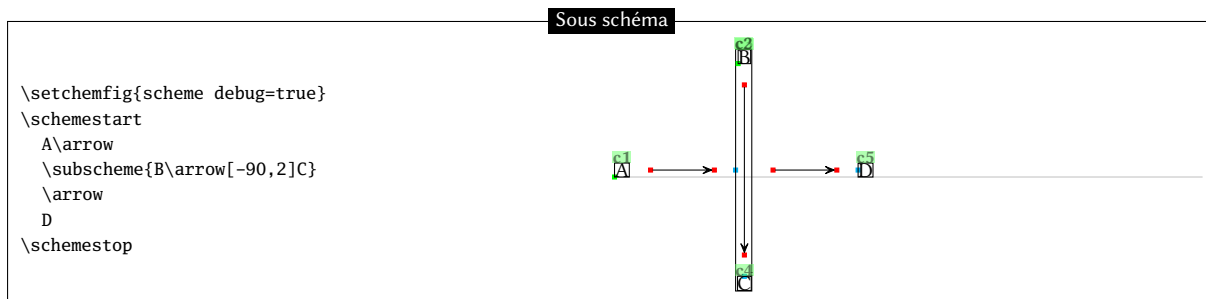 Sous schéma
\setchemfig{scheme debug=true}
\schemestart
A\arrow
\subscheme{B\arrow[-90,2]C}
\arrow
D
\schemestop
c2
B
c1
A
c5
D
c4
C